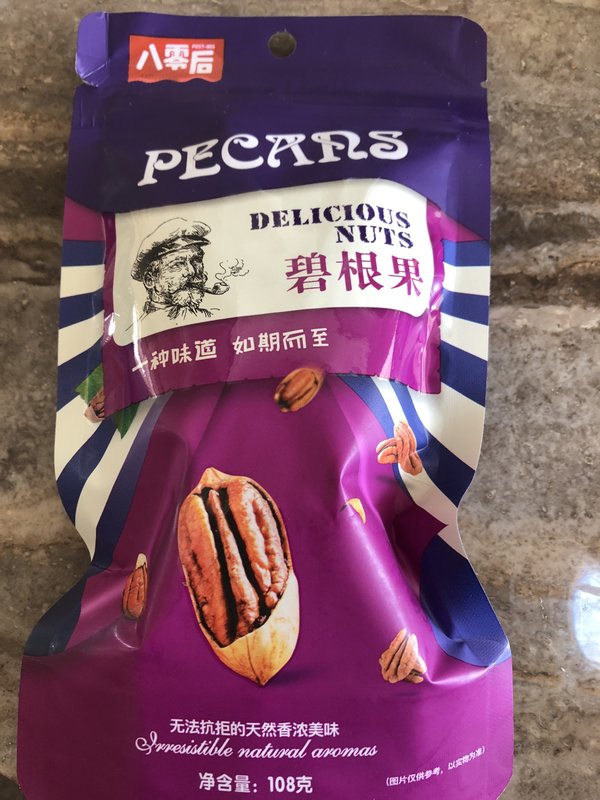 POST-80S
八零后
PECANS
DELICIOUS
NUTS
碧根果
一种味道 如期而至
无法抗拒的天然香浓美味
Irresistible natural aromas
净含量：108克
(图片仅供参考，以实物为准)